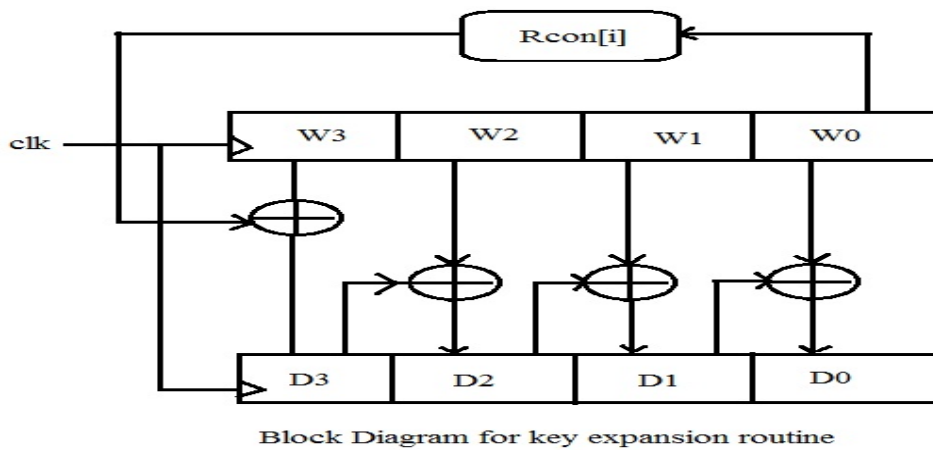 Rcon[i]
clk
W3 W2 W1 W0
D3 D2 D1 D0
Block Diagram for key expansion routine